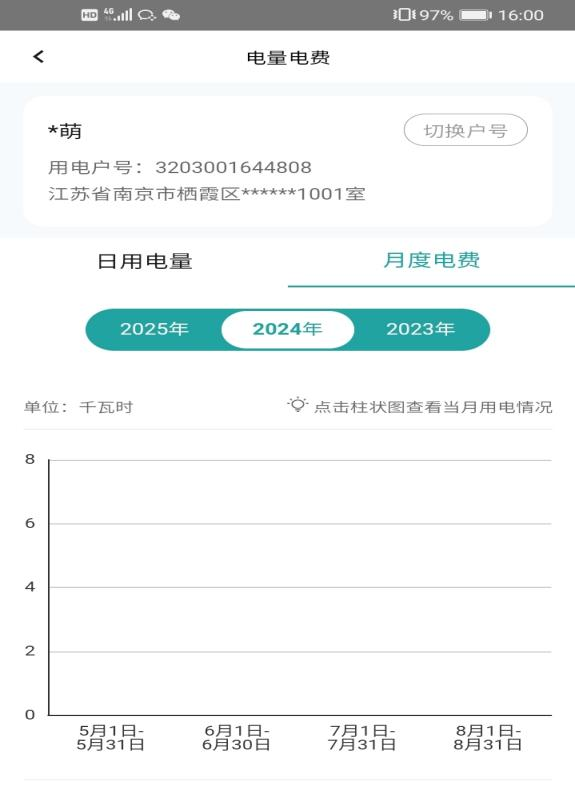 HD 4G 97% 16:00
电量电费
*萌
切换户号
用电户号：3203001644808
江苏省南京市栖霞区******1001室
日用电量 月度电费
2025年 2024年 2023年
单位：千瓦时 点击柱状图查看当月用电情况
8
6
4
2
0
5月1日- 6月1日- 7月1日- 8月1日-
5月31日 6月30日 7月31日 8月31日